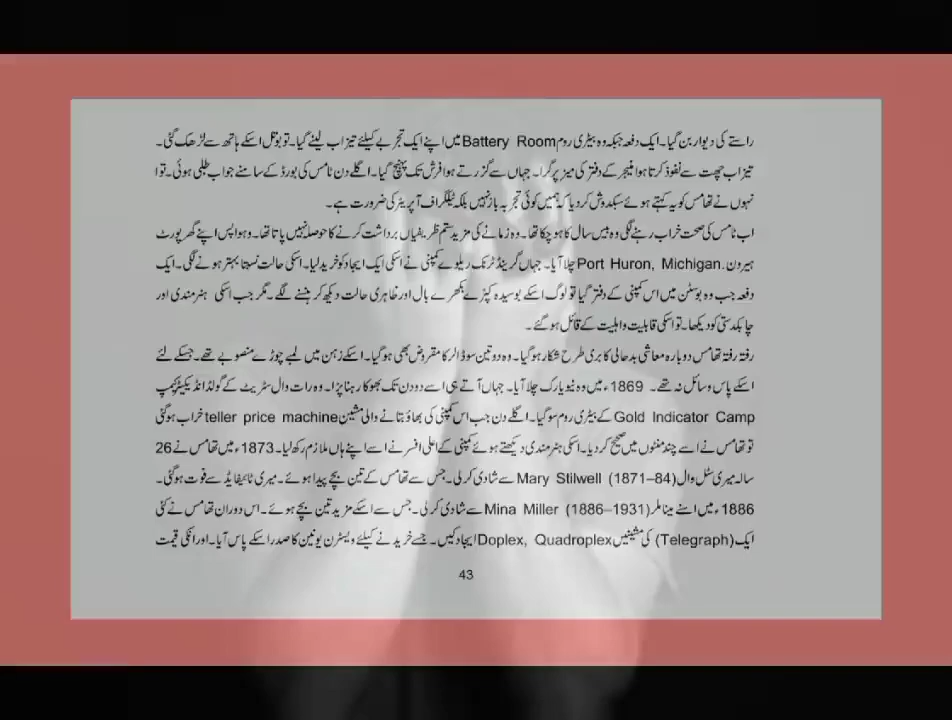 راستے کی دیوار بن گیا۔ ایک دفعہ جبکہ وہ بیٹری روم Battery Room میں اپنے ایک تجربے کیلئے تیزاب لینے گیا۔ تو بوتل اسکے ہاتھ سے لڑھک گئی۔
تیزاب چھت سے نفوذ کرتا ہوا منیجر کے دفتر کی میز پر گرا۔ جہاں سے گزرتے ہوا فرش تک پہنچ گیا۔ اگلے دن ٹامس کی بورڈ کے سامنے جواب طلبی ہوئی۔ تو ا
نہوں نے تھامس کو یہ کہتے ہوئے سبکدوش کر دیا کہ ہمیں کوئی تجربہ باز نہیں بلکہ ٹیلگراف آپریٹر کی ضرورت ہے۔
اب ٹامس کی صحت خراب رہنے لگی وہ بیس سال کا ہو چکا تھا۔ وہ زمانے کی مزید ستم ظریفیاں برداشت کرنے کا حوصلہ نہیں پاتا تھا۔ وہ واپس اپنے گھر پورٹ
ہیرون .Port Huron, Michigan چلا آیا۔ جہاں گرینڈ ٹرنک ریلوے کمپنی نے اسکی ایک ایجاد کو خرید لیا۔ اسکی حالت نسبتا بہتر ہونے لگی۔ ایک
دفعہ جب وہ بوسٹن میں اس کمپنی کے دفتر گیا تو لوگ اسکے بوسیدہ کپڑے بکھرے بال اور ظاہری حالت دیکھ کر ہنسنے لگے۔ مگر جب اسکی ہنر مندی اور
چابکدستی کو دیکھا۔ تو اسکی قابلیت و اہلیت کے قائل ہو گئے۔
رفتہ رفتہ تھامس دوبارہ معاشی بدحالی کا بری طرح شکار ہو گیا۔ وہ دو تین سو ڈالر کا مقروض بھی ہو گیا۔ اسکے زہن میں لمبے چوڑے منصوبے تھے۔ جسکے لئے
اسکے پاس وسائل نہ تھے۔ 1869ء میں وہ نیو یارک چلا آیا۔ جہاں آتے ہی اسے دو دن تک بھوکا رہنا پڑا۔ وہ رات وال سٹریٹ کے گولڈ انڈیکیٹر کیمپ
Gold Indicator Camp کے بیٹری روم سو گیا۔ اگلے دن جب اس کمپنی کی بھاؤ بتانے والی مشین teller price machine خراب ہو گئی
تو تھامس نے اسے چند منٹوں میں صحیح کر دیا۔ اسکی ہنر مندی دیکھتے ہوئے کمپنی کے اعلی افسر نے اسے اپنے ہاں ملازم رکھ لیا۔ 1873ء میں تھامس نے 26
سالہ میری سٹل وال Mary Stilwell (1871–84) سے شادی کر لی۔ جس سے تھامس کے تین بچے پیدا ہوئے۔ میری ٹائیفائیڈ سے فوت ہو گئی۔
1886ء میں اسنے مینا ملر Mina Miller (1886–1931) سے شادی کر لی۔ جس سے اسکے مزید تین بچے ہوئے۔ اس دوران تھامس نے کئی
ایک (Telegraph) کی مشینیں Doplex, Quadroplex ایجاد کیں۔ جسے خریدنے کیلئے ویسٹرن یونین کا صدر اسکے پاس آیا۔ اور انکی قیمت
43